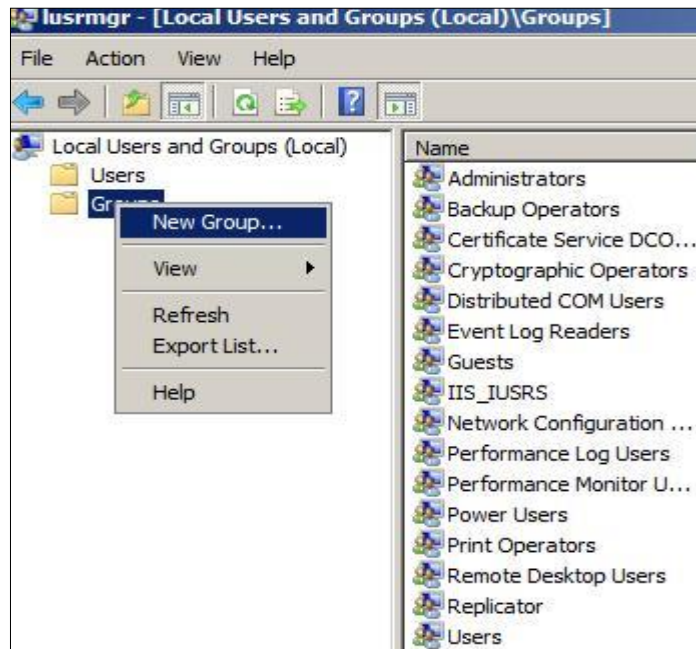 lusrmgr - [Local Users and Groups (Local)\Groups]
File Action View Help
Local Users and Groups (Local)
Users
Groups
New Group...
View
Refresh
Export List...
Help
Name
Administrators
Backup Operators
Certificate Service DCO...
Cryptographic Operators
Distributed COM Users
Event Log Readers
Guests
IIS_IUSRS
Network Configuration ...
Performance Log Users
Performance Monitor U...
Power Users
Print Operators
Remote Desktop Users
Replicator
Users